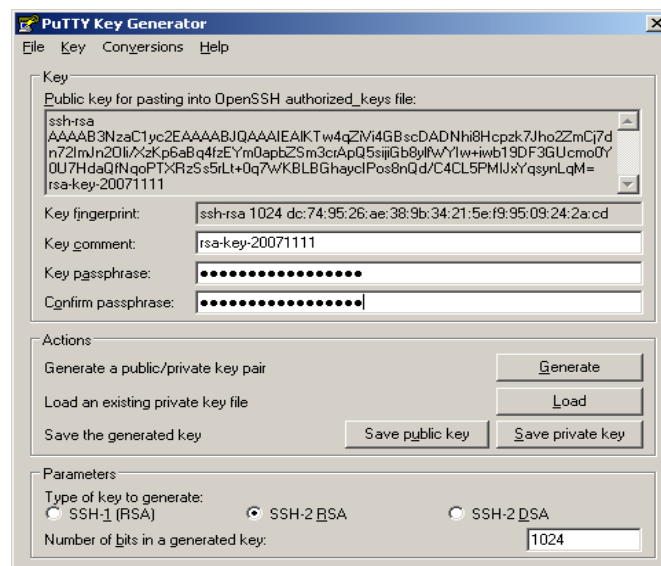 PuTTY Key Generator
File Key Conversions Help
Key
Public key for pasting into OpenSSH authorized_keys file:
ssh-rsa
AAAAB3NzaC1yc2EAAAABJQAAAIEAlKTw4qZiVi4GBscDADNhi8Hcpzk7Jho2ZmCj7d
n72ImJn2OIi/XzKp6aBq4fzEYm0apbZSm3crApQ5sijiGb8ylfWYIw+iwb19DF3GUcmo0Y
0U7HdaQfNqoPTXRzSs5rLt+0q7WKBLBGhaycIPos8nQd/C4CL5PMIJxYqsynLqM=
rsa-key-20071111
Key fingerprint: ssh-rsa 1024 dc:74:95:26:ae:38:9b:34:21:5e:f9:95:09:24:2a:cd
Key comment: rsa-key-20071111
Key passphrase: ●●●●●●●●●●●●●●●●●
Confirm passphrase: ●●●●●●●●●●●●●●●●●
Actions
Generate a public/private key pair Generate
Load an existing private key file Load
Save the generated key Save public key Save private key
Parameters
Type of key to generate:
SSH-1 (RSA) SSH-2 RSA SSH-2 DSA
Number of bits in a generated key: 1024